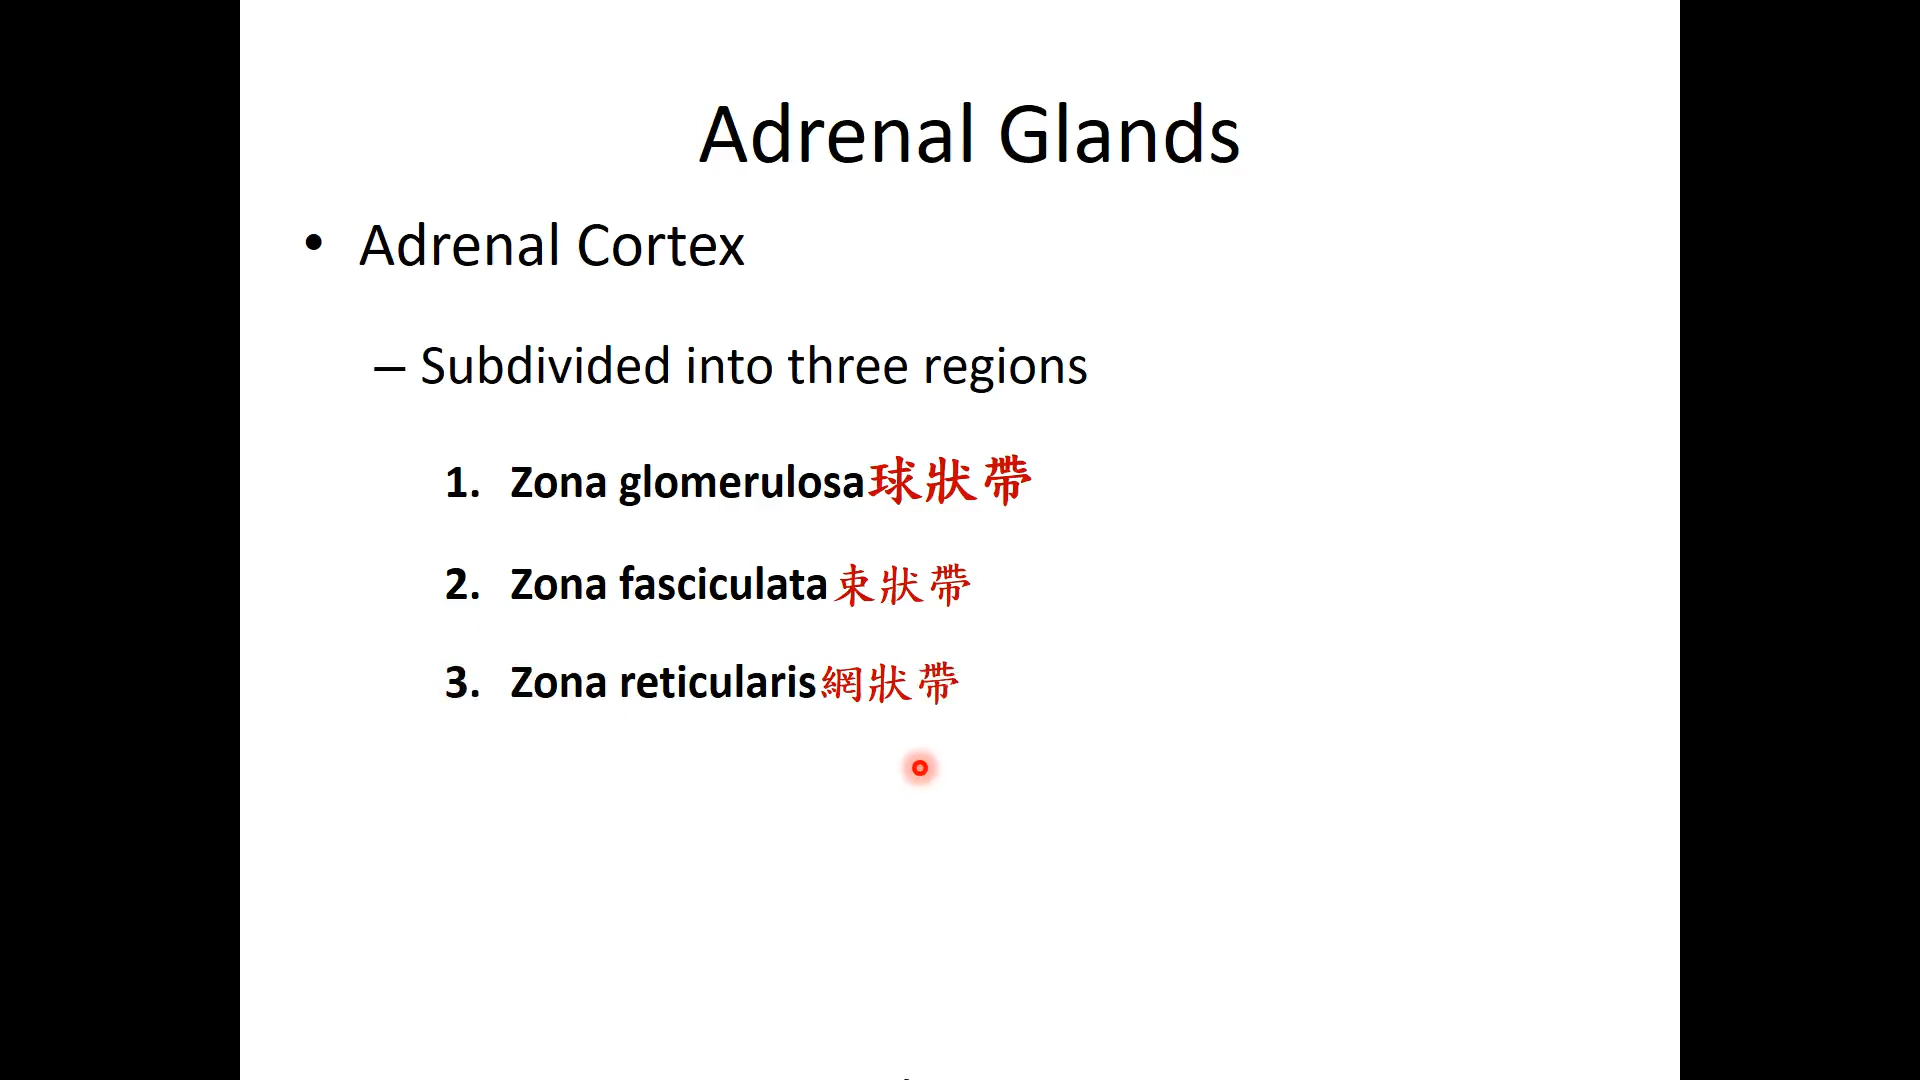 Adrenal Glands
• Adrenal Cortex
– Subdivided into three regions
1. Zona glomerulosa球狀帶
2. Zona fasciculata束狀帶
3. Zona reticularis網狀帶